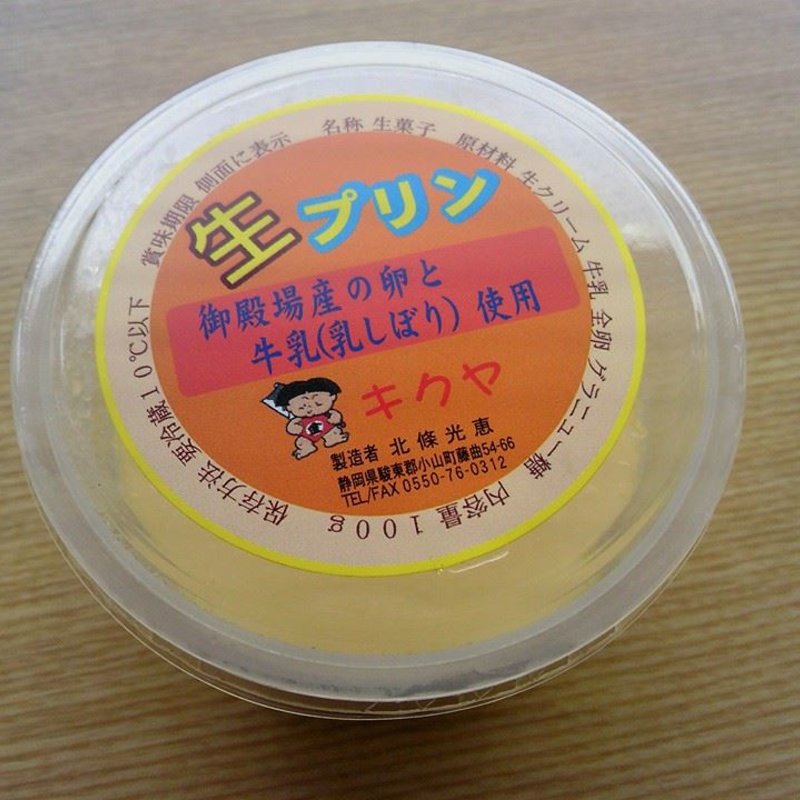 名称 生菓子 原材料 生クリーム 牛乳 全卵 グラニュー糖 内容量100g 保存方法 要冷蔵10℃以下 賞味期限 側面に表示
生プリン
御殿場産の卵と
牛乳(乳しぼり) 使用
キクヤ
金
製造者 北條光恵
静岡県駿東郡小山町藤曲54-66
TEL/FAX 0550-76-0312